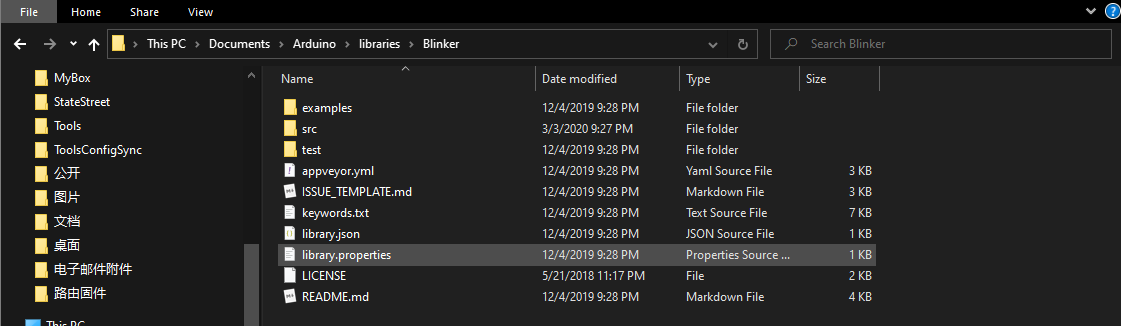 File Home Share View
This PC Documents Arduino libraries Blinker Search Blinker
MyBox
StateStreet
Tools
ToolsConfigSync
公开
图片
文档
桌面
电子邮件附件
路由固件
This PC
Name Date modified Type Size
examples 12/4/2019 9:28 PM File folder
src 3/3/2020 9:27 PM File folder
test 12/4/2019 9:28 PM File folder
appveyor.yml 12/4/2019 9:28 PM Yaml Source File 3 KB
ISSUE_TEMPLATE.md 12/4/2019 9:28 PM Markdown File 3 KB
keywords.txt 12/4/2019 9:28 PM Text Source File 7 KB
library.json 12/4/2019 9:28 PM JSON Source File 1 KB
library.properties 12/4/2019 9:28 PM Properties Source ... 1 KB
LICENSE 5/21/2018 11:17 PM File 2 KB
README.md 12/4/2019 9:28 PM Markdown File 4 KB